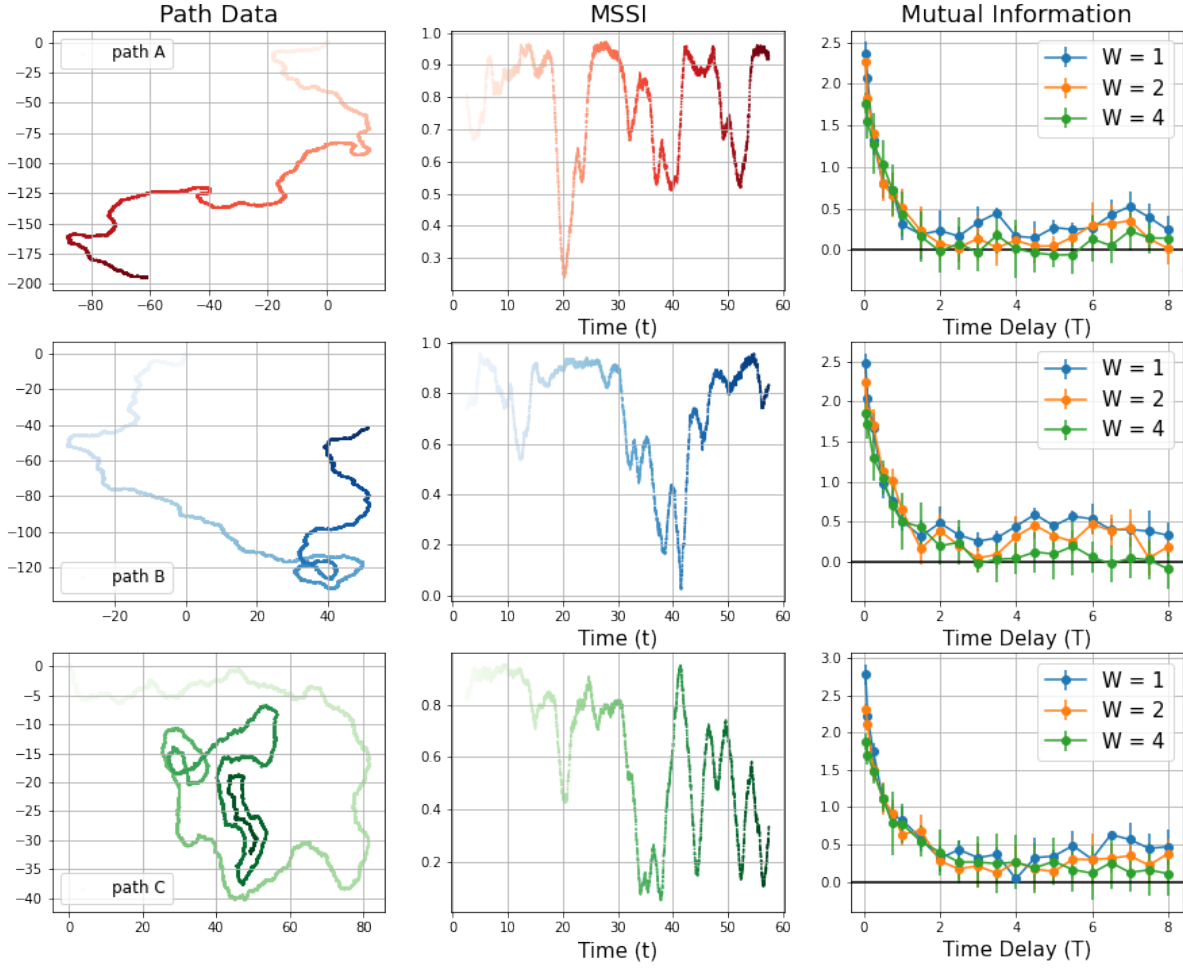 Path Data MSSI Mutual Information
path A
0
−25
−50
−75
−100
−125
−150
−175
−200
−80 −60 −40 −20 0
1.0
0.9
0.8
0.7
0.6
0.5
0.4
0.3
0 10 20 30 40 50 60
Time (t)
2.5
2.0
1.5
1.0
0.5
0.0
W = 1
W = 2
W = 4
0 2 4 6 8
Time Delay (T)
0
−20
−40
−60
−80
−100
−120
path B
−20 0 20 40
1.0
0.8
0.6
0.4
0.2
0.0
0 10 20 30 40 50 60
Time (t)
2.5
2.0
1.5
1.0
0.5
0.0
W = 1
W = 2
W = 4
0 2 4 6 8
Time Delay (T)
0
−5
−10
−15
−20
−25
−30
−35
−40
path C
0 20 40 60 80
0.8
0.6
0.4
0.2
0 10 20 30 40 50 60
Time (t)
3.0
2.5
2.0
1.5
1.0
0.5
0.0
W = 1
W = 2
W = 4
0 2 4 6 8
Time Delay (T)